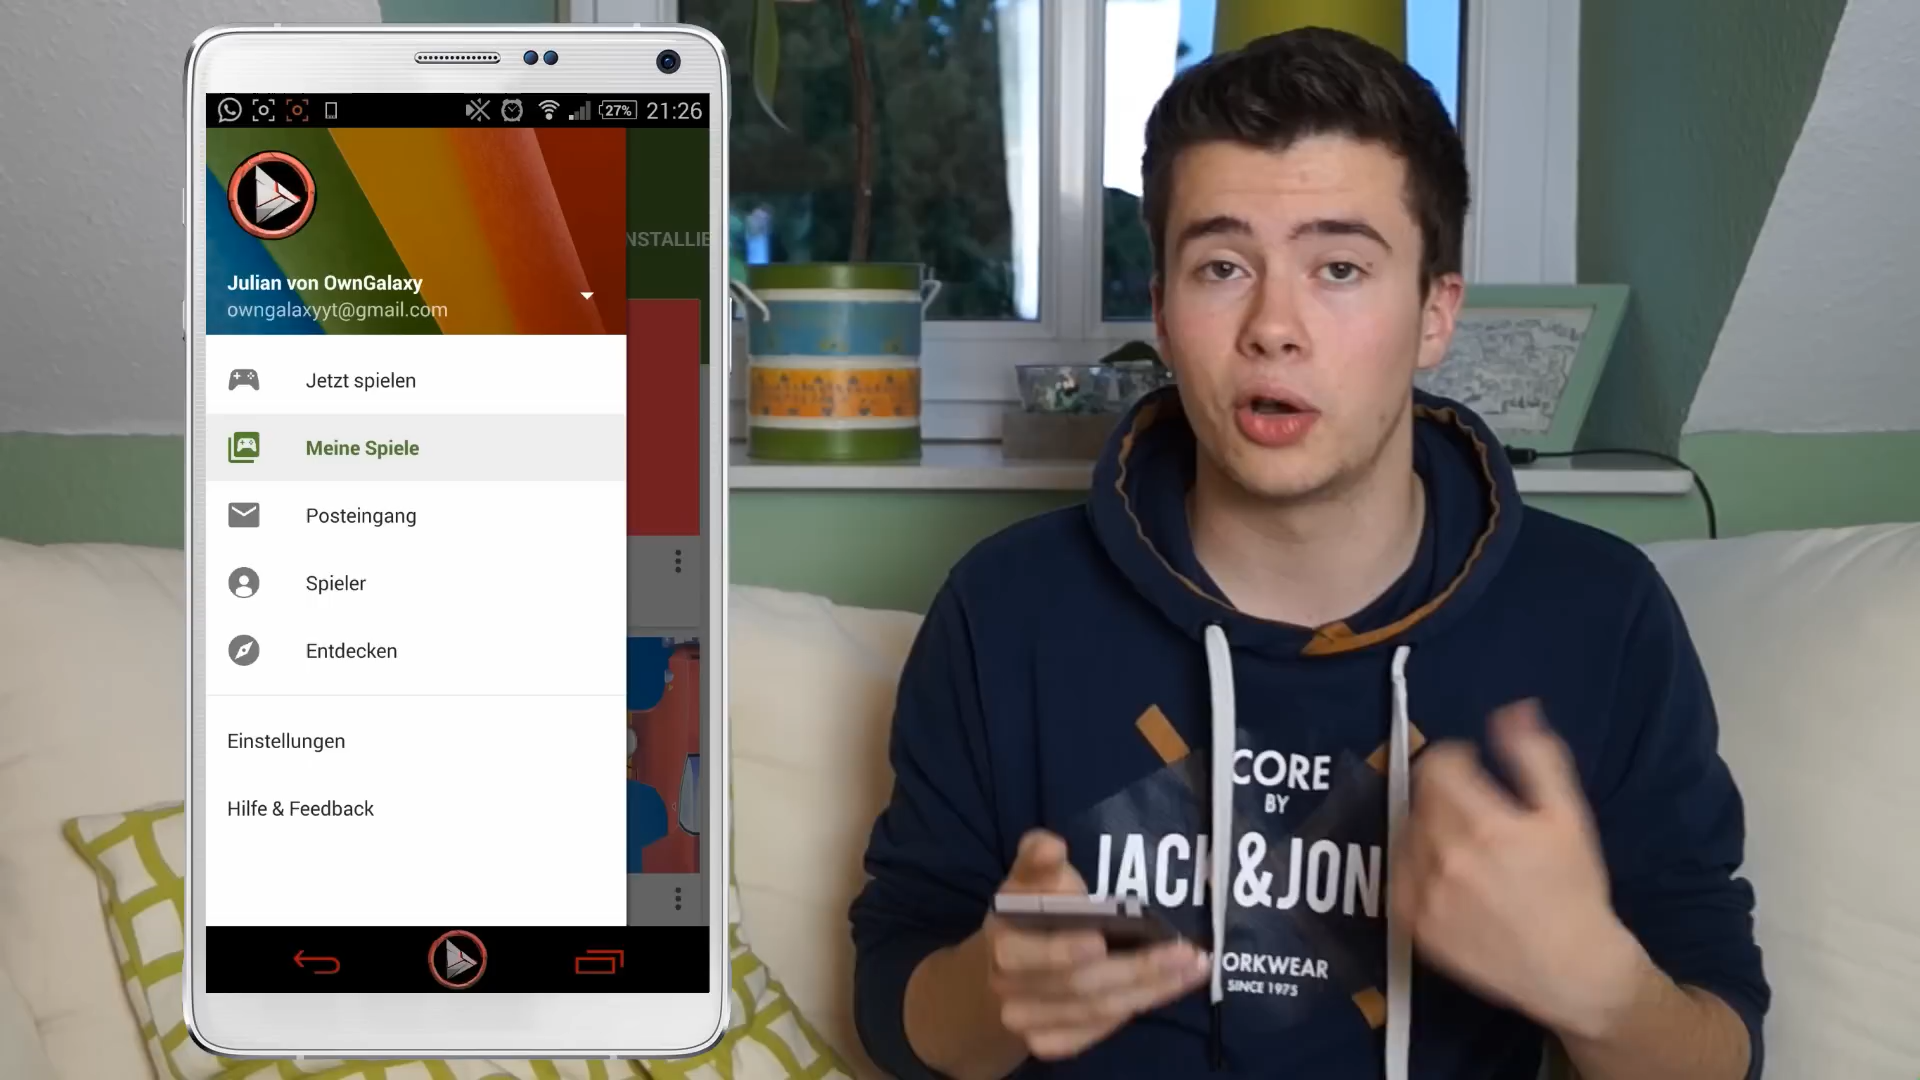 27%
21:26
NSTALLIE
Julian von OwnGalaxy
owngalaxyyt@gmail.com
Jetzt spielen
Meine Spiele
Posteingang
Spieler
Entdecken
Einstellungen
Hilfe & Feedback
CORE
BY
JACK&JON
ORKWEAR
SINCE 1975